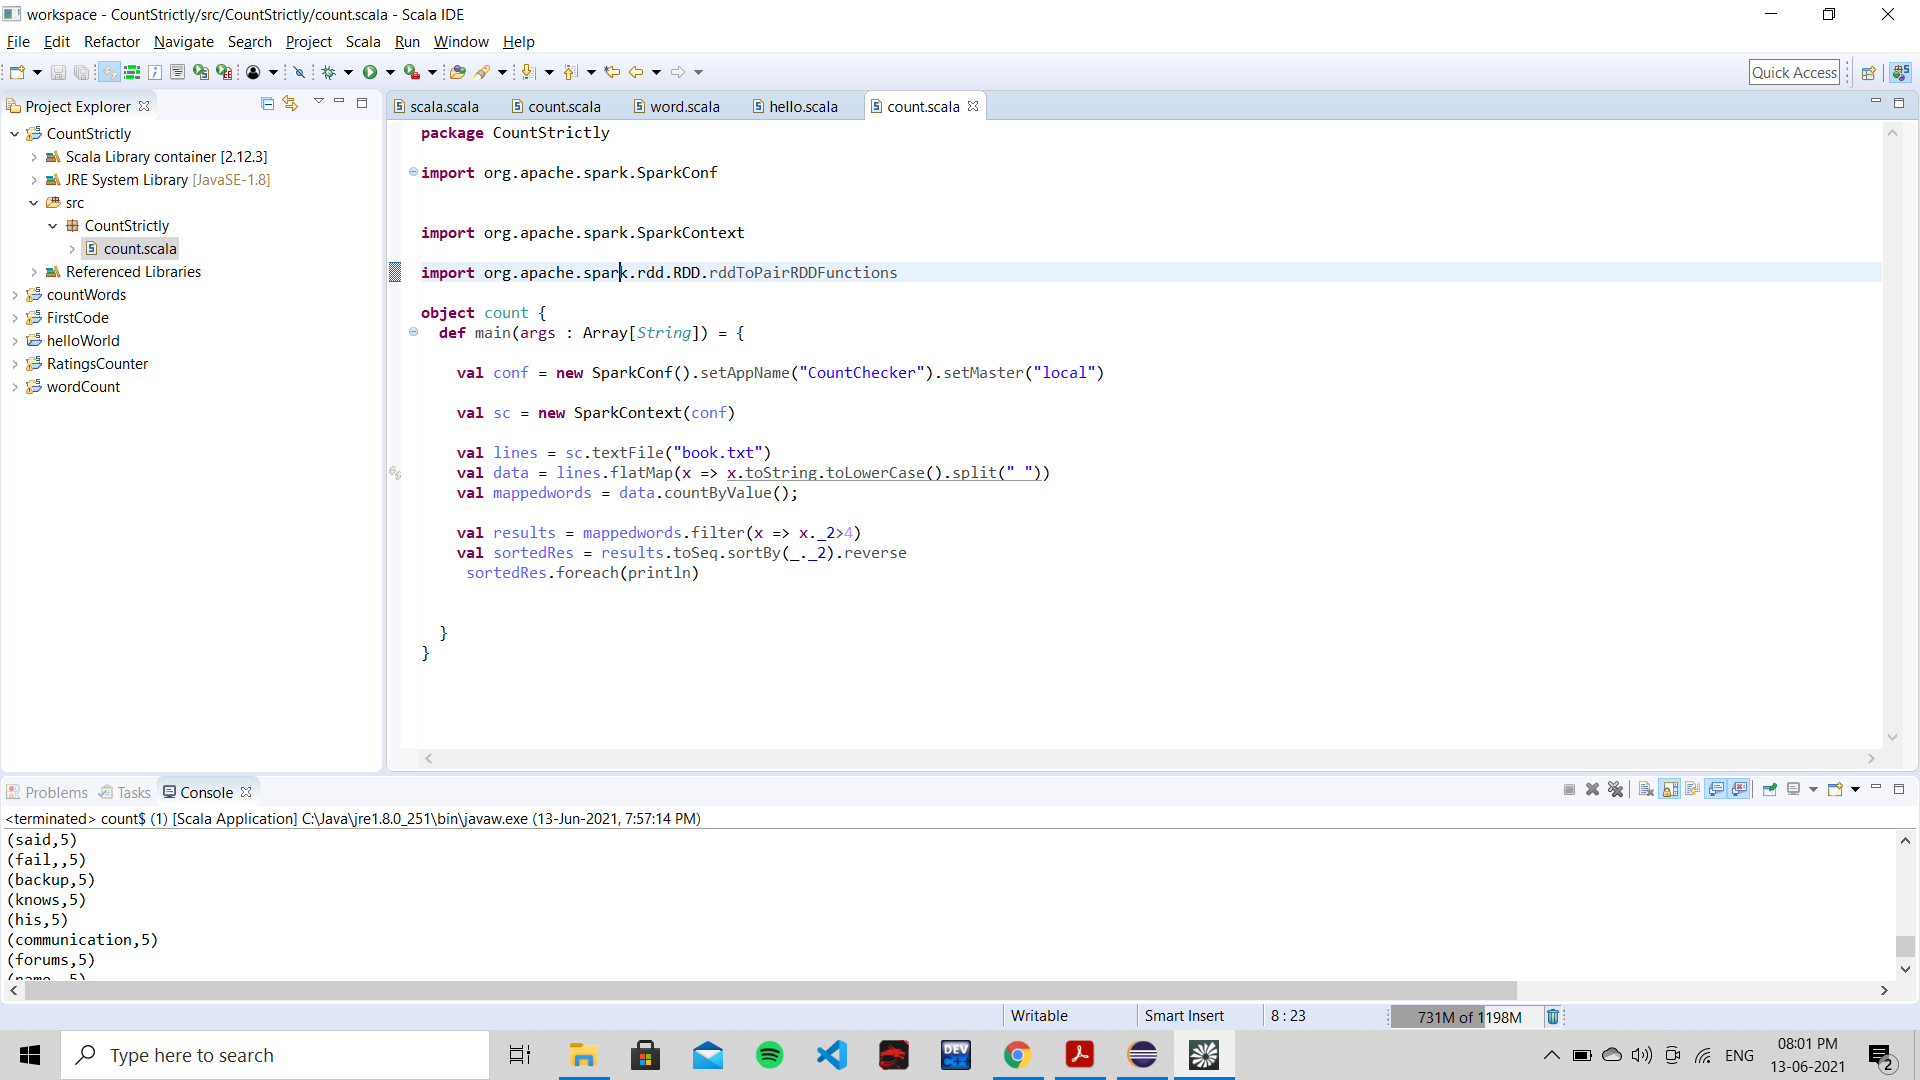 workspace - CountStrictly/src/CountStrictly/count.scala - Scala IDE
File Edit Refactor Navigate Search Project Scala Run Window Help
Quick Access
Project Explorer
CountStrictly
Scala Library container [2.12.3]
JRE System Library [JavaSE-1.8]
src
CountStrictly
count.scala
Referenced Libraries
countWords
FirstCode
helloWorld
RatingsCounter
wordCount
scala.scala count.scala word.scala hello.scala count.scala
package CountStrictly
import org.apache.spark.SparkConf
import org.apache.spark.SparkContext
import org.apache.spark.rdd.RDD.rddToPairRDDFunctions
object count {
def main(args : Array[String]) = {
val conf = new SparkConf().setAppName("CountChecker").setMaster("local")
val sc = new SparkContext(conf)
val lines = sc.textFile("book.txt")
val data = lines.flatMap(x => x.toString.toLowerCase().split(" "))
val mappedwords = data.countByValue();
val results = mappedwords.filter(x => x._2>4)
val sortedRes = results.toSeq.sortBy(_._2).reverse
sortedRes.foreach(println)
}
}
Problems Tasks Console
<terminated> count$ (1) [Scala Application] C:\Java\jre1.8.0_251\bin\javaw.exe (13-Jun-2021, 7:57:14 PM)
(said,5)
(fail,,5)
(backup,5)
(knows,5)
(his,5)
(communication,5)
(forums,5)
Writable Smart Insert 8 : 23 731M of 1198M
Type here to search
DEV
ENG
08:01 PM
13-06-2021
2